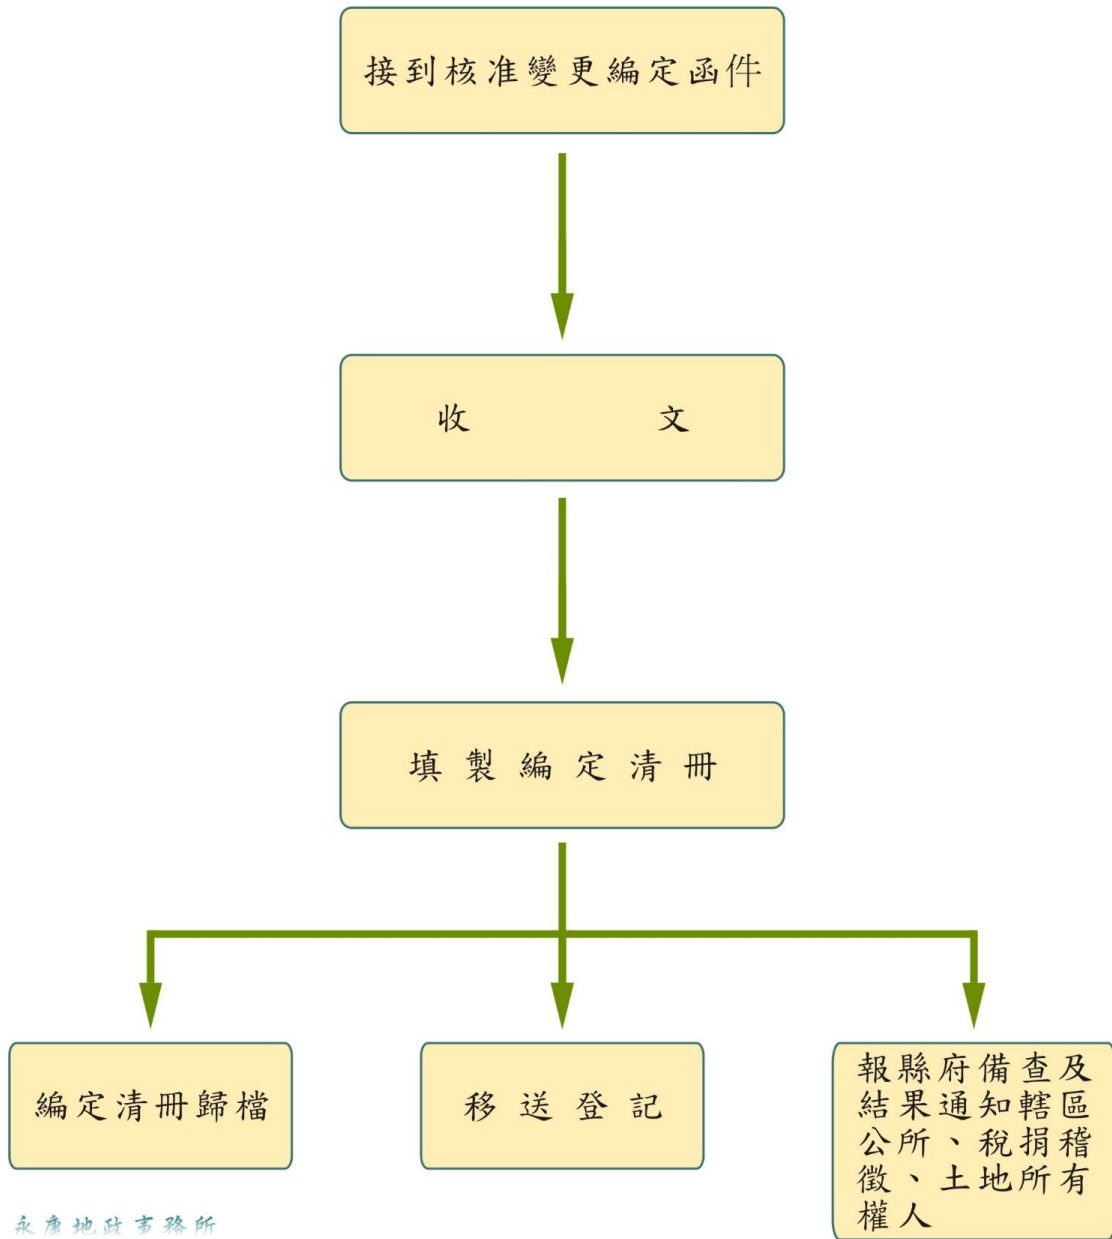 接到核准變更編定函件
收文
填製編定清冊
編定清冊歸檔
移送登記
報縣府備查及
結果通知轄區
公所、稅捐稽
徵、土地所有
權人
永康地政事務所